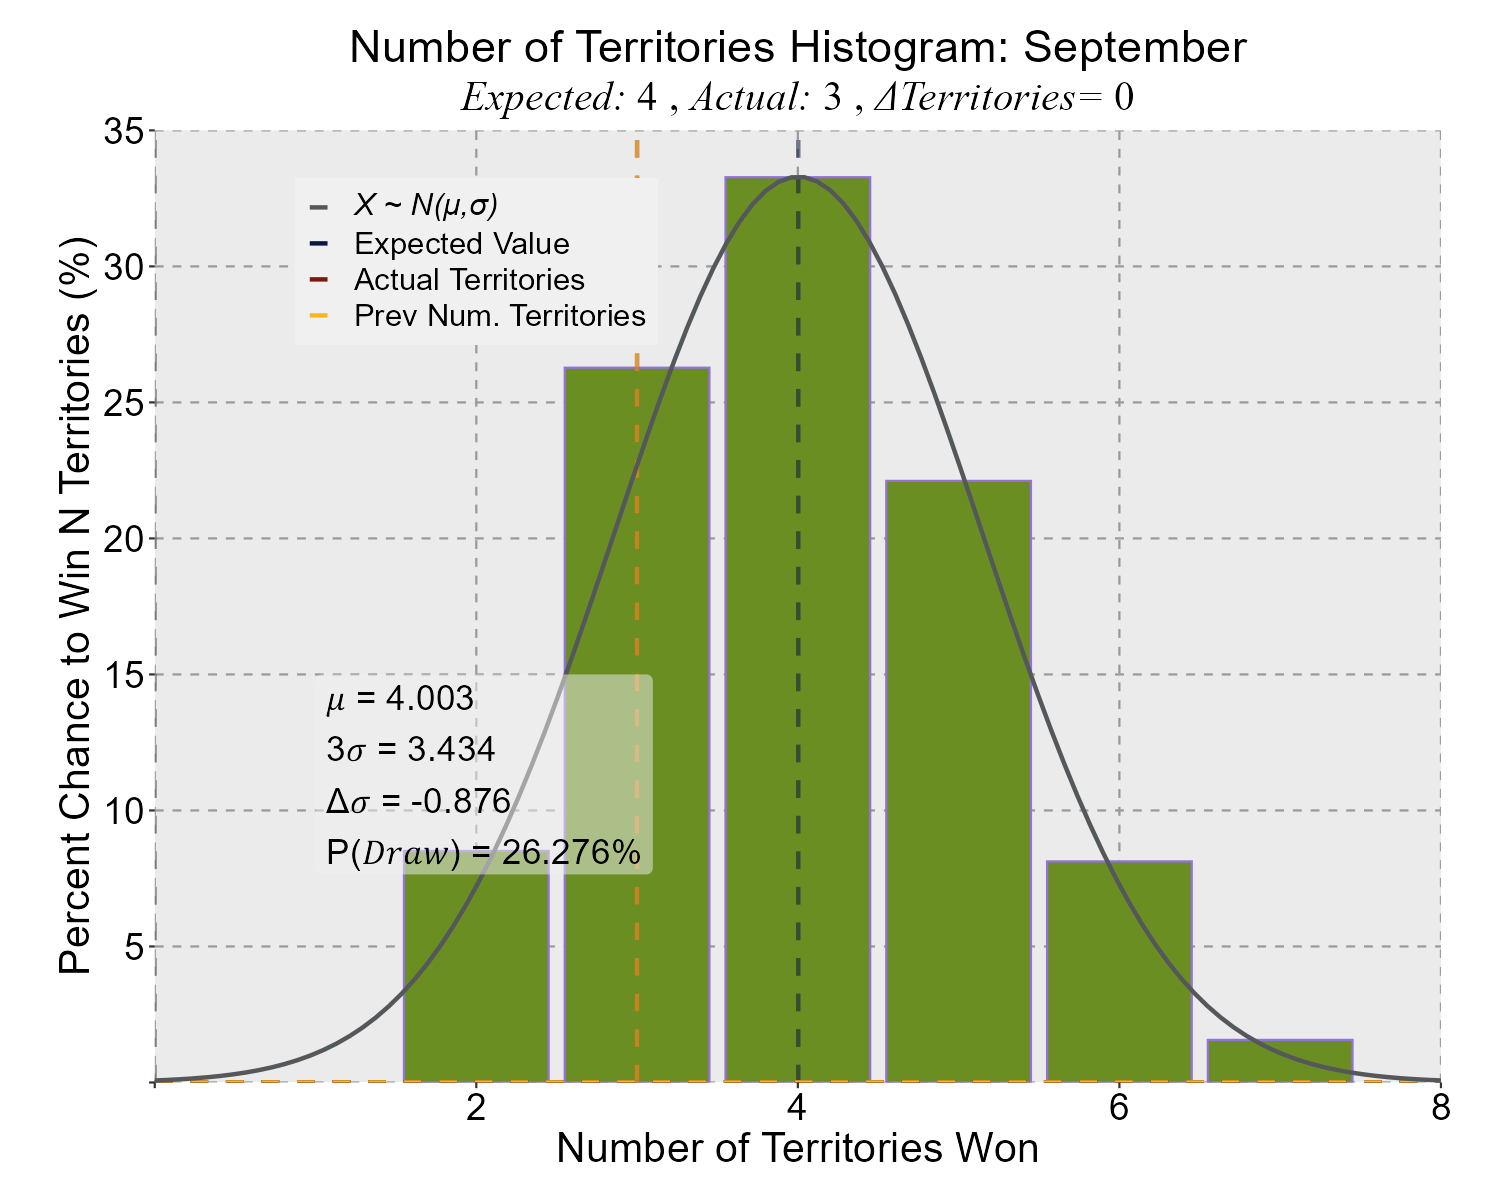 Number of Territories Histogram: September
Expected: 4 , Actual: 3 , ΔTerritories= 0
Percent Chance to Win N Territories (%)
35
30
25
20
15
10
5
X ~ N(μ,σ)
Expected Value
Actual Territories
Prev Num. Territories
μ = 4.003
3σ = 3.434
Δσ = -0.876
P(Draw) = 26.276%
2 4 6 8
Number of Territories Won